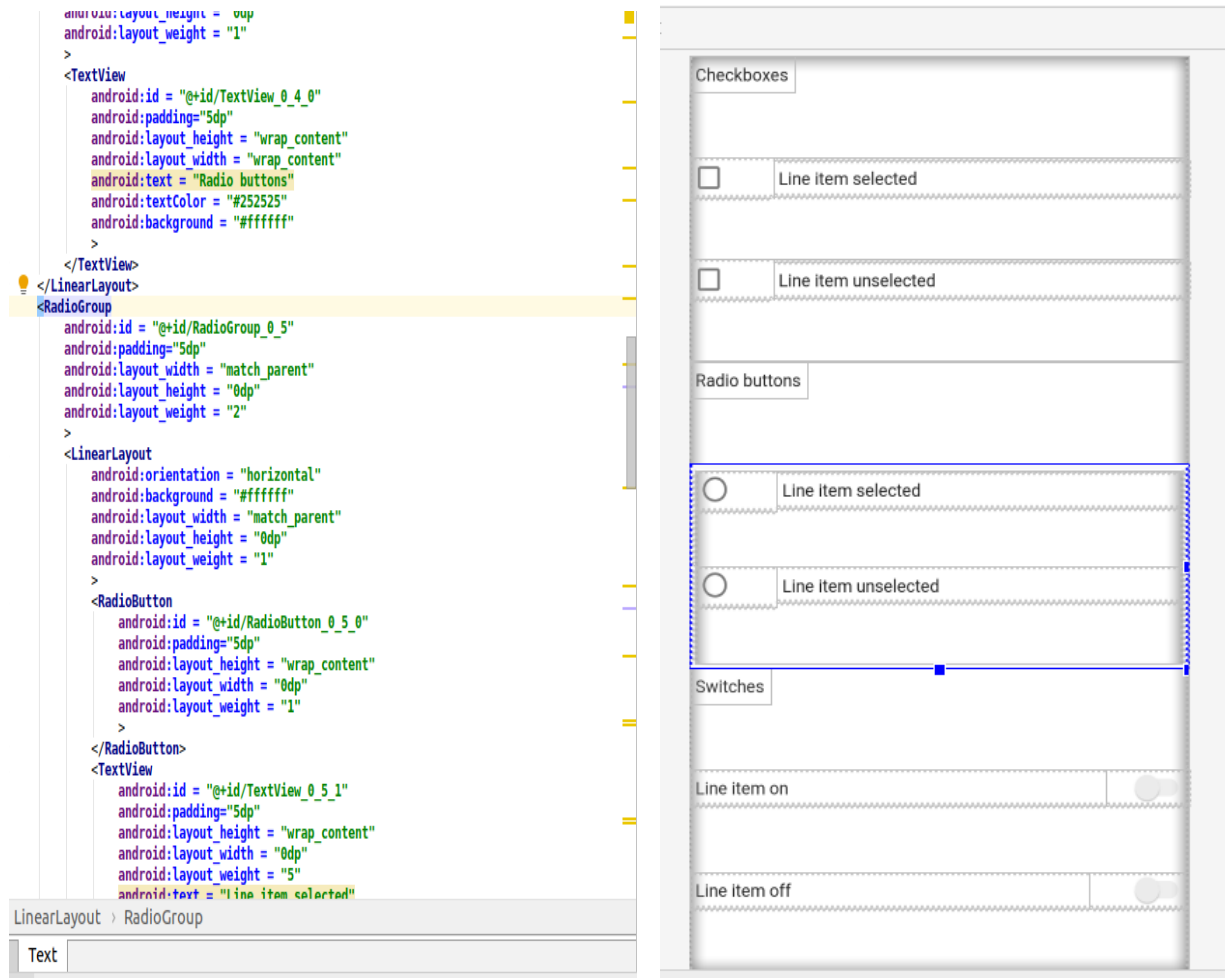 android:layout_height = "0dp"
android:layout_weight = "1"
>
<TextView
android:id = "@+id/TextView_0_4_0"
android:padding="5dp"
android:layout_height = "wrap_content"
android:layout_width = "wrap_content"
android:text = "Radio buttons"
android:textColor = "#252525"
android:background = "#ffffff"
>
</TextView>
</LinearLayout>
<RadioGroup
android:id = "@+id/RadioGroup_0_5"
android:padding="5dp"
android:layout_width = "match_parent"
android:layout_height = "0dp"
android:layout_weight = "2"
>
<LinearLayout
android:orientation = "horizontal"
android:background = "#ffffff"
android:layout_width = "match_parent"
android:layout_height = "0dp"
android:layout_weight = "1"
>
<RadioButton
android:id = "@+id/RadioButton_0_5_0"
android:padding="5dp"
android:layout_height = "wrap_content"
android:layout_width = "0dp"
android:layout_weight = "1"
>
</RadioButton>
<TextView
android:id = "@+id/TextView_0_5_1"
android:padding="5dp"
android:layout_height = "wrap_content"
android:layout_width = "0dp"
android:layout_weight = "5"
android:text = "Line item selected"
LinearLayout › RadioGroup
Text
Checkboxes
Line item selected
Line item unselected
Radio buttons
Line item selected
Line item unselected
Switches
Line item on
Line item off